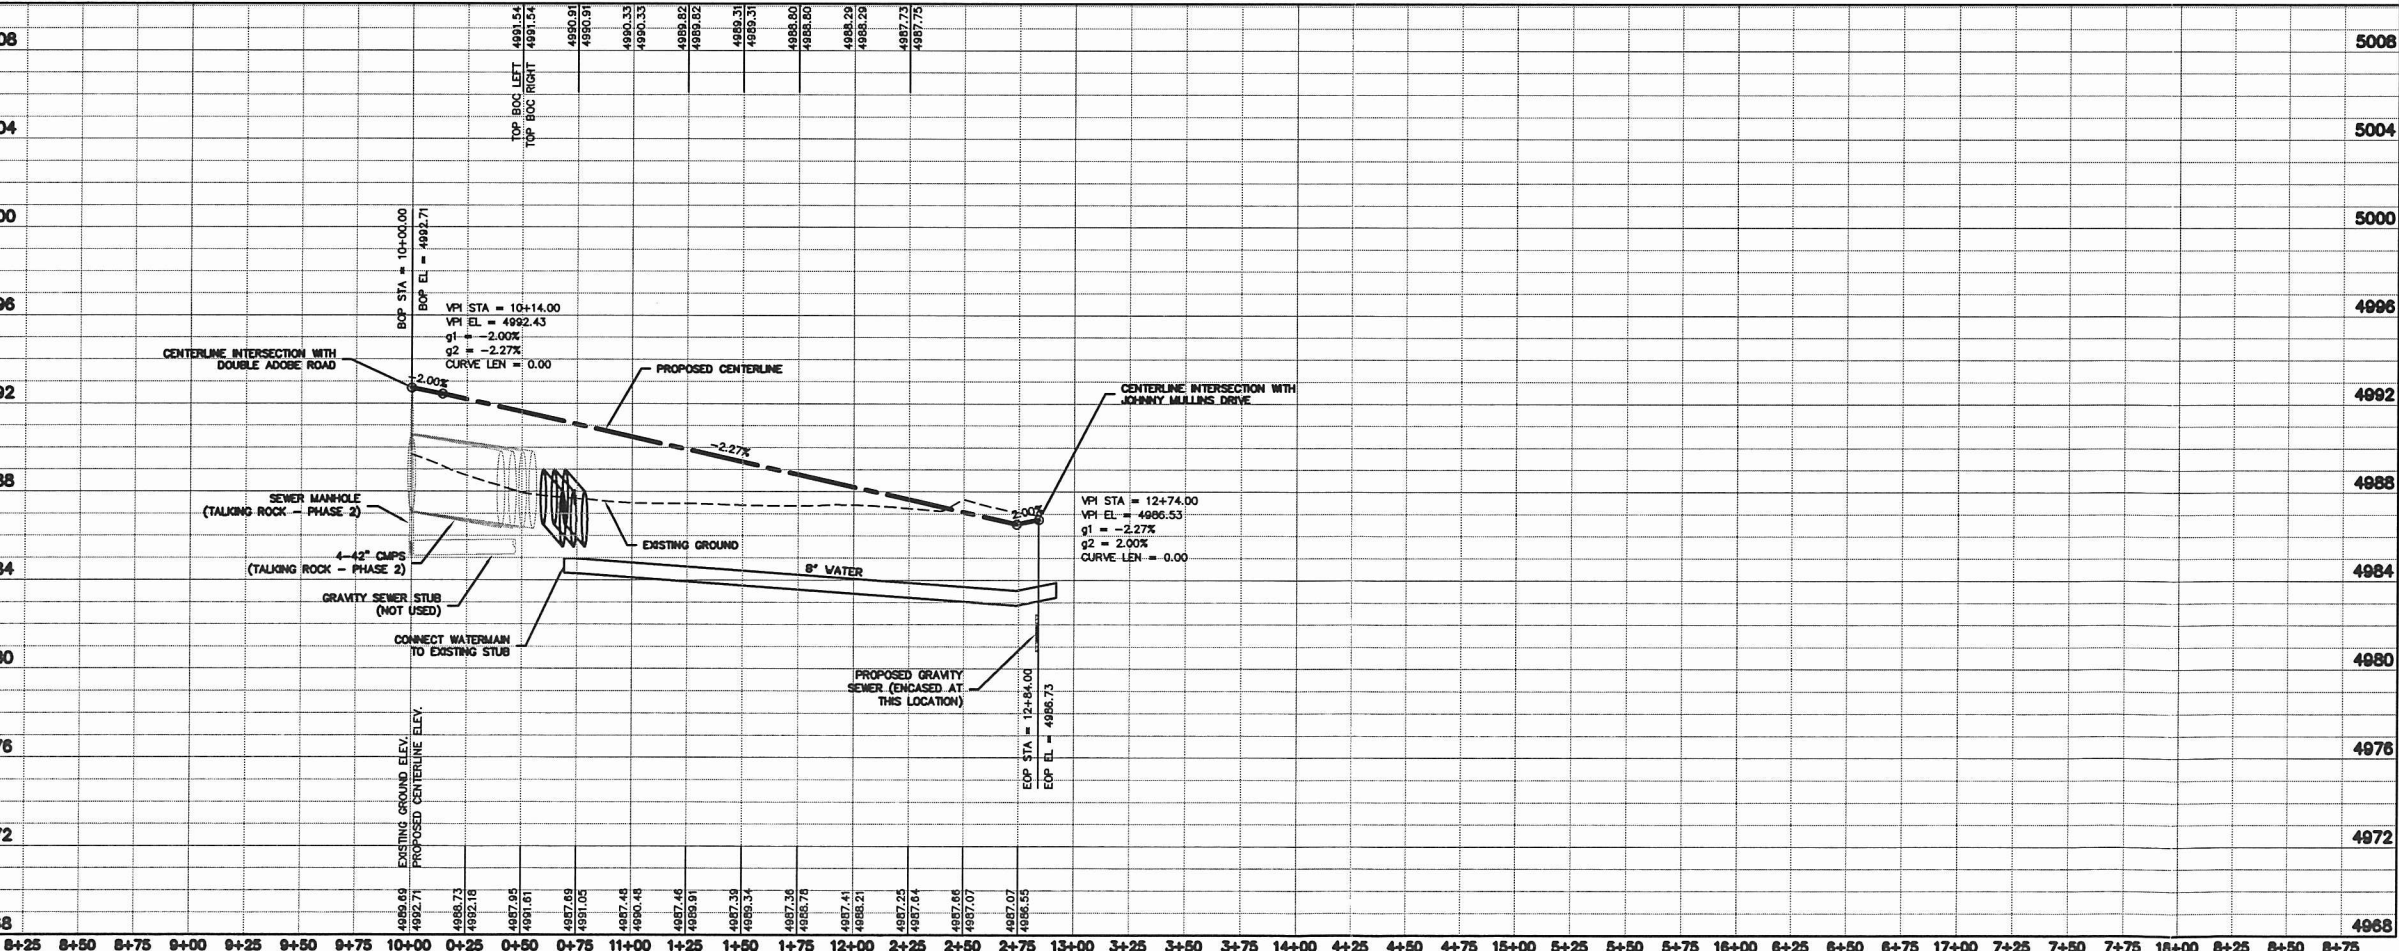 4991.54
4991.54
4990.91
4990.91
4990.33
4990.33
4989.82
4989.82
4989.31
4989.31
4988.80
4988.80
4988.29
4988.29
4987.73
4987.75
TOP BOC LEFT
TOP BOC RIGHT
08
5008
04
5004
00
5000
BOP STA = 10+00.00
BOP EL = 4992.71
96
4996
VPI STA = 10+14.00
VPI EL = 4992.43
g1 = -2.00%
g2 = -2.27%
CURVE LEN = 0.00
CENTERLINE INTERSECTION WITH
DOUBLE ADOBE ROAD
-2.00%
PROPOSED CENTERLINE
CENTERLINE INTERSECTION WITH
JOHNNY MULLINS DRIVE
92
4992
-2.27%
88
4988
SEWER MANHOLE
(TALKING ROCK - PHASE 2)
2.00%
VPI STA = 12+74.00
VPI EL = 4986.53
g1 = -2.27%
g2 = 2.00%
CURVE LEN = 0.00
EXISTING GROUND
4-42" CMPS
(TALKING ROCK - PHASE 2)
84
4984
8" WATER
GRAVITY SEWER STUB
(NOT USED)
CONNECT WATERMAIN
TO EXISTING STUB
80
4980
PROPOSED GRAVITY
SEWER (ENCASED AT
THIS LOCATION)
EOP STA = 12+84.00
EOP EL = 4986.73
76
4976
EXISTING GROUND ELEV.
PROPOSED CENTERLINE ELEV.
72
4972
4989.69
4992.71
4988.73
4992.18
4987.95
4991.61
4987.69
4991.05
4987.48
4990.48
4987.46
4989.91
4987.39
4989.34
4987.36
4988.78
4987.41
4988.21
4987.25
4987.64
4987.66
4987.07
4987.07
4986.55
68
4968
8+25 8+50 8+75 9+00 9+25 9+50 9+75 10+00 0+25 0+50 0+75 11+00 1+25 1+50 1+75 12+00 2+25 2+50 2+75 13+00 3+25 3+50 3+75 14+00 4+25 4+50 4+75 15+00 5+25 5+50 5+75 16+00 6+25 6+50 6+75 17+00 7+25 7+50 7+75 18+00 8+25 8+50 8+75